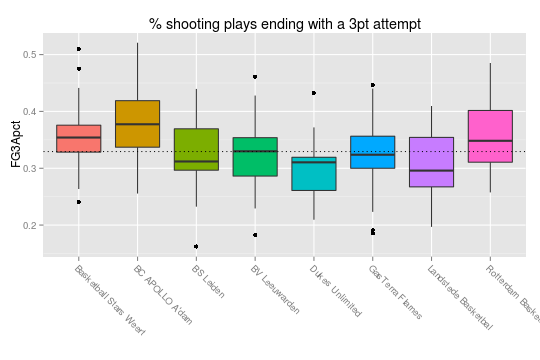 % shooting plays ending with a 3pt attempt
FG3Apct
0.5
0.4
0.3
0.2
Basketball Stars Weert
BC APOLLO A'dam
BS Leiden
BV Leeuwarden
Dukes Unlimited
GasTerra Flames
Landstede Basketbal
Rotterdam Baske